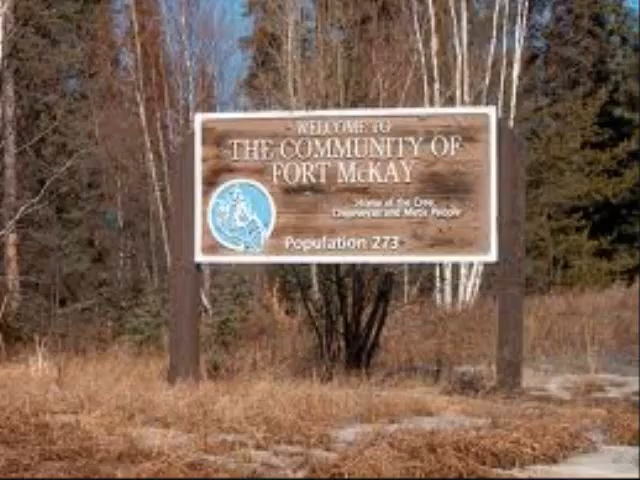 WELCOME TO
THE COMMUNITY OF
FORT McKAY
Home of the Cree,
Chipewyan and Metis People
Population 273